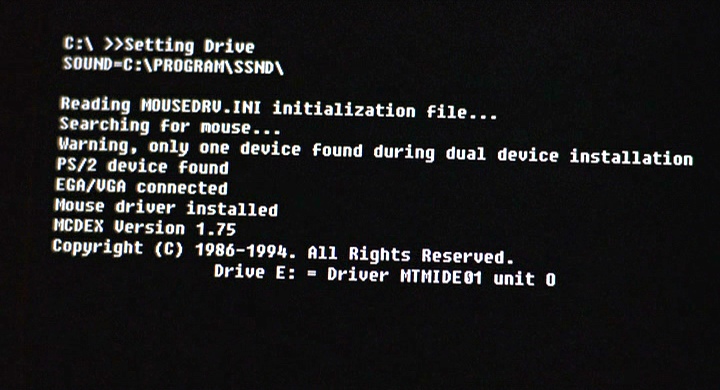 C:\ >>Setting Drive
SOUND=C:\PROGRAM\SSND\
Reading MOUSEDRV.INI initialization file...
Searching for mouse...
Warning, only one device found during dual device installation
PS/2 device found
EGA/VGA connected
Mouse driver installed
MCDEX Version 1.75
Copyright (C) 1986-1994. All Rights Reserved.
Drive E: = Driver MTMIDE01 unit 0